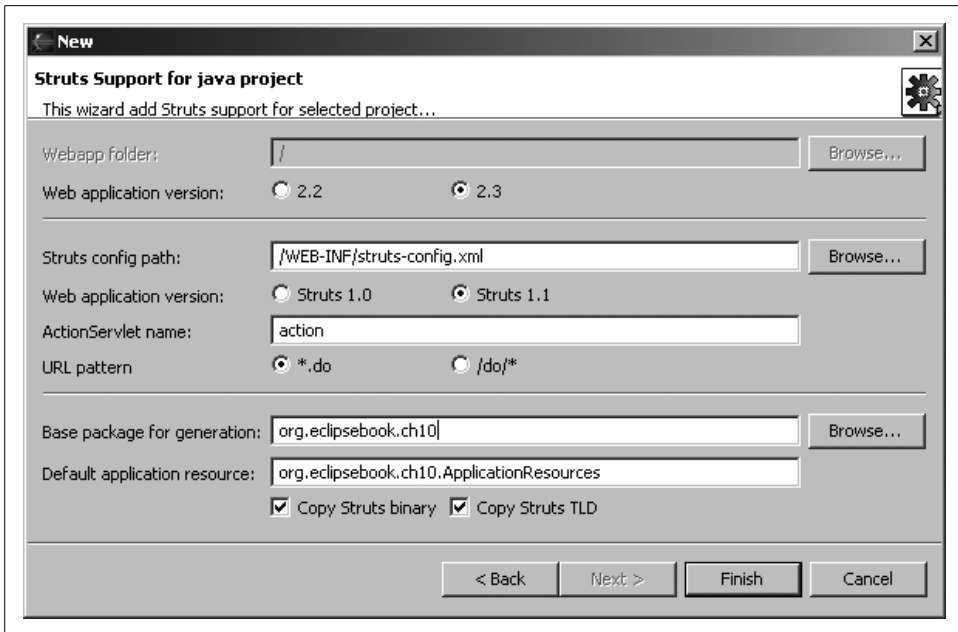 New
Struts Support for java project
This wizard add Struts support for selected project...
Webapp folder: / Browse...
Web application version: 2.2 2.3
Struts config path: /WEB-INF/struts-config.xml Browse...
Web application version: Struts 1.0 Struts 1.1
ActionServlet name: action
URL pattern *.do /do/*
Base package for generation: org.eclipsebook.ch10 Browse...
Default application resource: org.eclipsebook.ch10.ApplicationResources
Copy Struts binary Copy Struts TLD
< Back Next > Finish Cancel